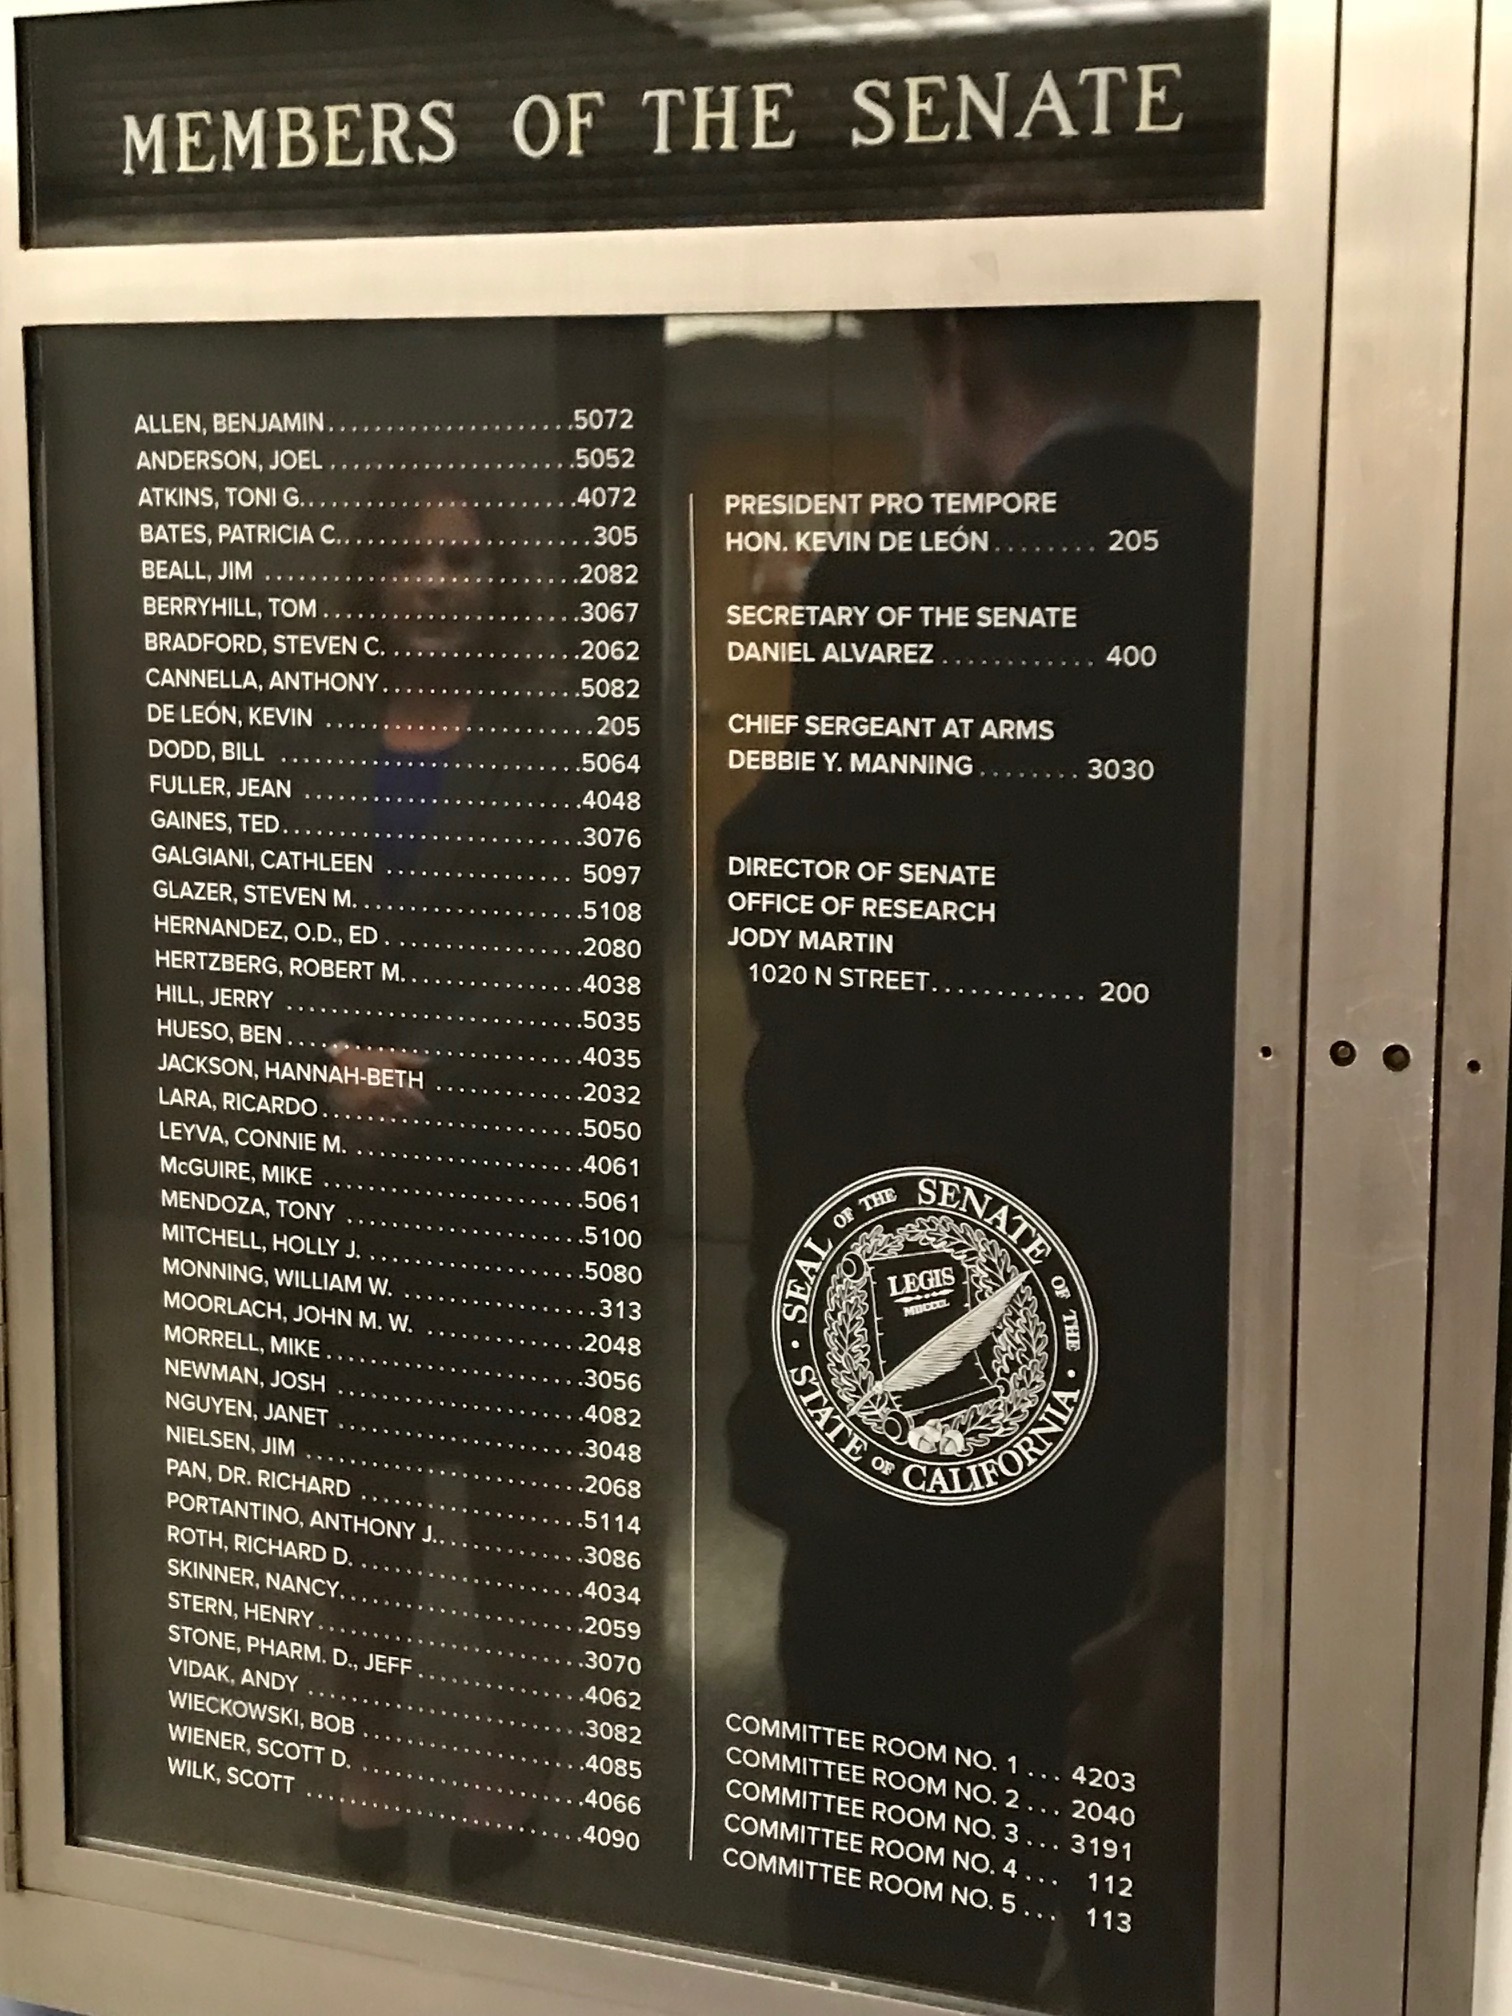 MEMBERS OF THE SENATE
ALLEN, BENJAMIN.....................5072
ANDERSON, JOEL.....................5052
ATKINS, TONI G.......................4072
BATES, PATRICIA C......................305
BEALL, JIM ...........................2082
BERRYHILL, TOM......................3067
BRADFORD, STEVEN C..................2062
CANNELLA, ANTHONY.................5082
DE LEÓN, KEVIN .......................205
DODD, BILL ..........................5064
FULLER, JEAN ........................4048
GAINES, TED..........................3076
GALGIANI, CATHLEEN ................ 5097
GLAZER, STEVEN M....................5108
HERNANDEZ, O.D., ED .................2080
HERTZBERG, ROBERT M................4038
HILL, JERRY ..........................5035
HUESO, BEN..........................4035
JACKSON, HANNAH-BETH .............2032
LARA, RICARDO.......................5050
LEYVA, CONNIE M. ....................4061
McGUIRE, MIKE .......................5061
MENDOZA, TONY .....................5100
MITCHELL, HOLLY J. ...................5080
MONNING, WILLIAM W. ..................313
MOORLACH, JOHN M. W. ..............2048
MORRELL, MIKE.......................3056
NEWMAN, JOSH ......................4082
NGUYEN, JANET ......................3048
NIELSEN, JIM .........................2068
PAN, DR. RICHARD ....................5114
PORTANTINO, ANTHONY J..............3086
ROTH, RICHARD D. ....................4034
SKINNER, NANCY......................2059
STERN, HENRY........................3070
STONE, PHARM. D., JEFF...............4062
VIDAK, ANDY .........................3082
WIECKOWSKI, BOB ....................4085
WIENER, SCOTT D. ....................4066
WILK, SCOTT .........................4090
PRESIDENT PRO TEMPORE
HON. KEVIN DE LEÓN........ 205
SECRETARY OF THE SENATE
DANIEL ALVAREZ............ 400
CHIEF SERGEANT AT ARMS
DEBBIE Y. MANNING........ 3030
DIRECTOR OF SENATE
OFFICE OF RESEARCH
JODY MARTIN
1020 N STREET............ 200
SEAL OF THE SENATE OF THE
STATE OF CALIFORNIA
LEGIS
MDCCCL
COMMITTEE ROOM NO. 1 ... 4203
COMMITTEE ROOM NO. 2 ... 2040
COMMITTEE ROOM NO. 3 ... 3191
COMMITTEE ROOM NO. 4 ... 112
COMMITTEE ROOM NO. 5 ... 113